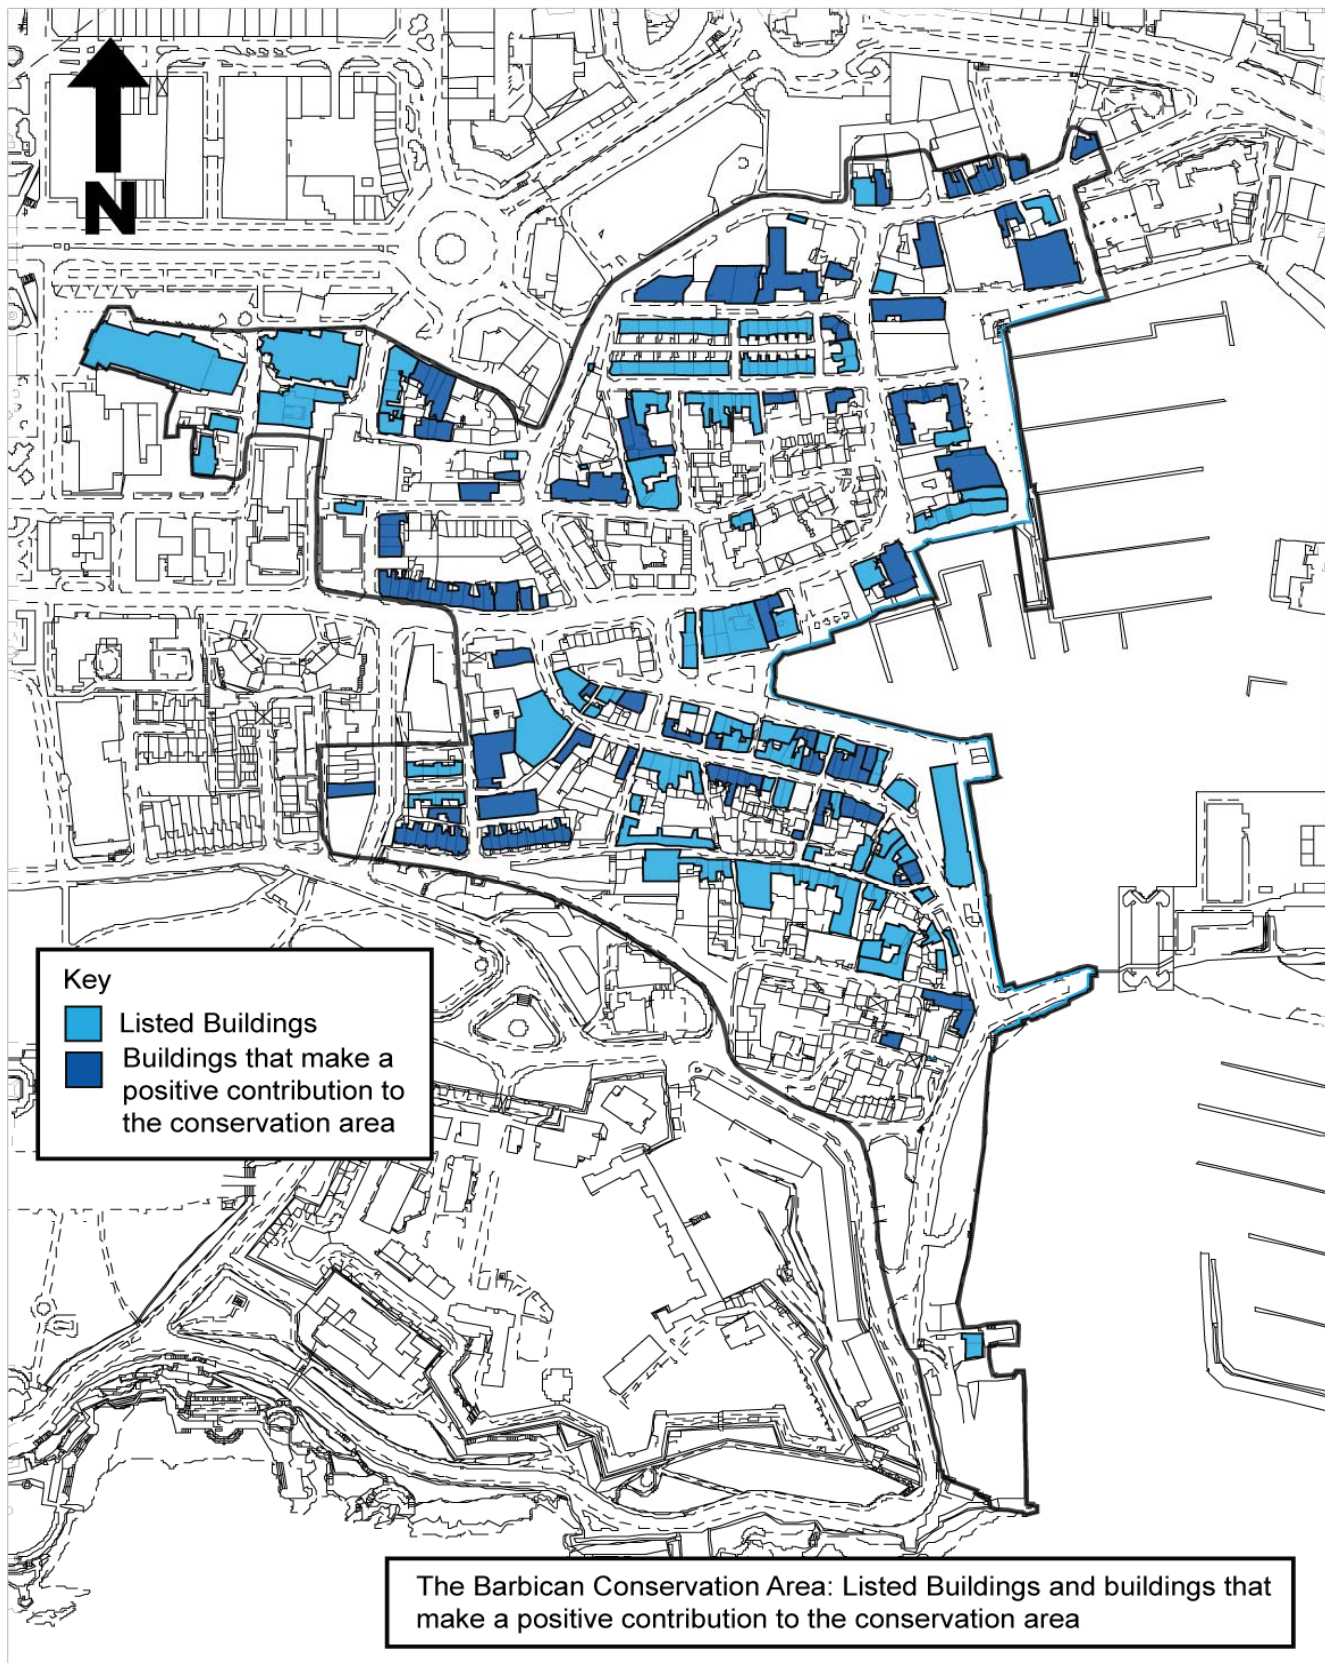 N
Key
Listed Buildings
Buildings that make a
positive contribution to
the conservation area
The Barbican Conservation Area: Listed Buildings and buildings that
make a positive contribution to the conservation area